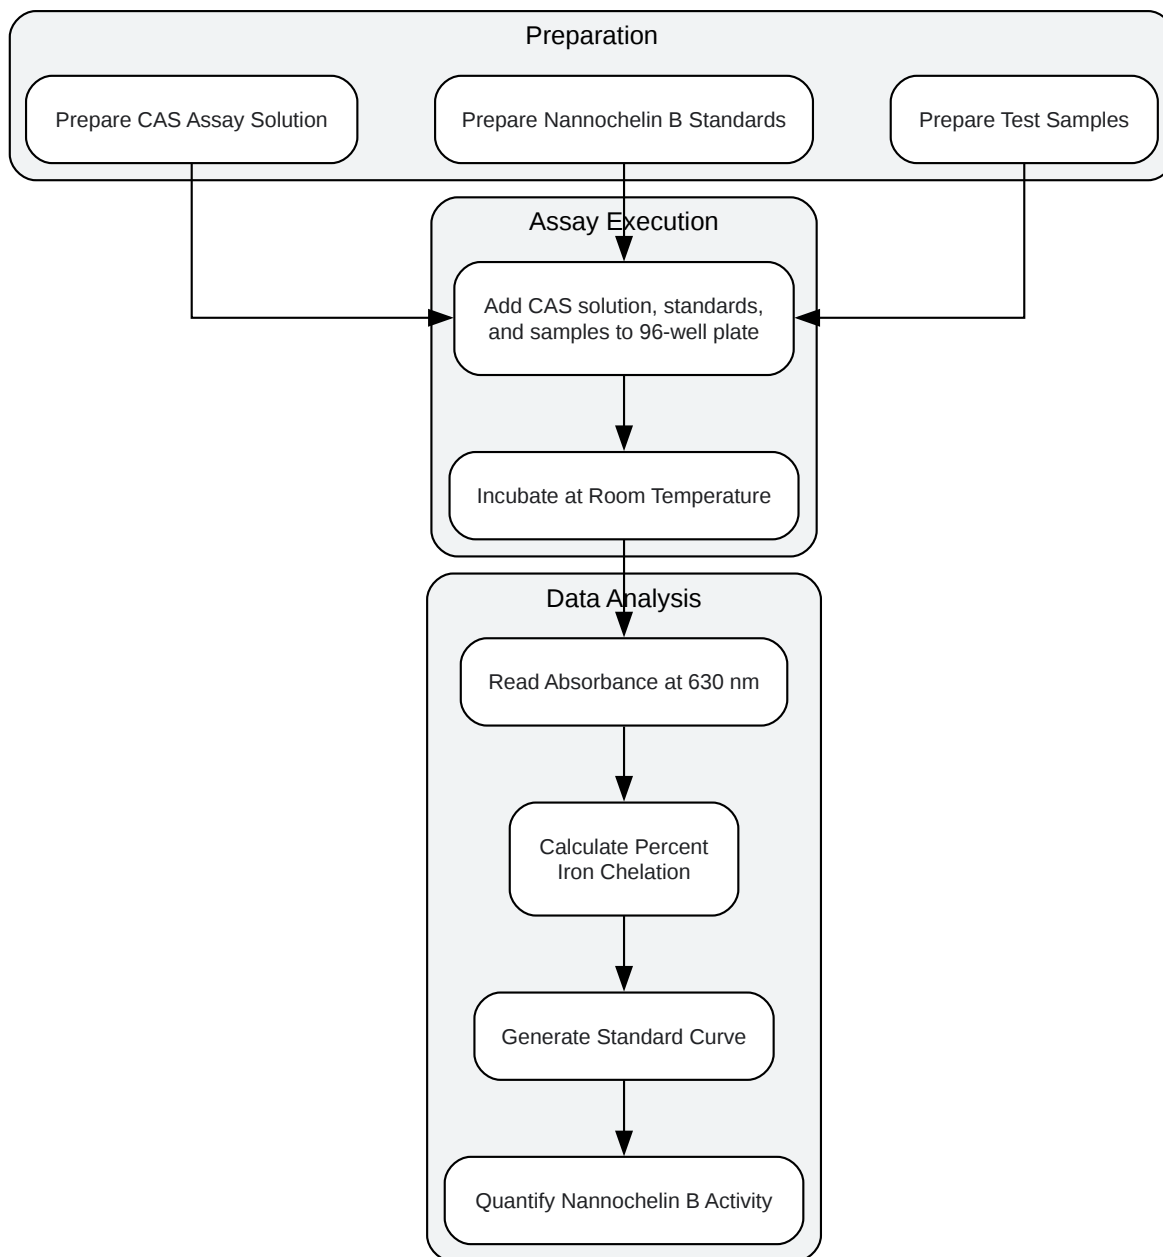 Preparation
Prepare CAS Assay Solution
Prepare Nannochelin B Standards
Prepare Test Samples
Assay Execution
Add CAS solution, standards,
and samples to 96-well plate
Incubate at Room Temperature
Data Analysis
Read Absorbance at 630 nm
Calculate Percent
Iron Chelation
Generate Standard Curve
Quantify Nannochelin B Activity